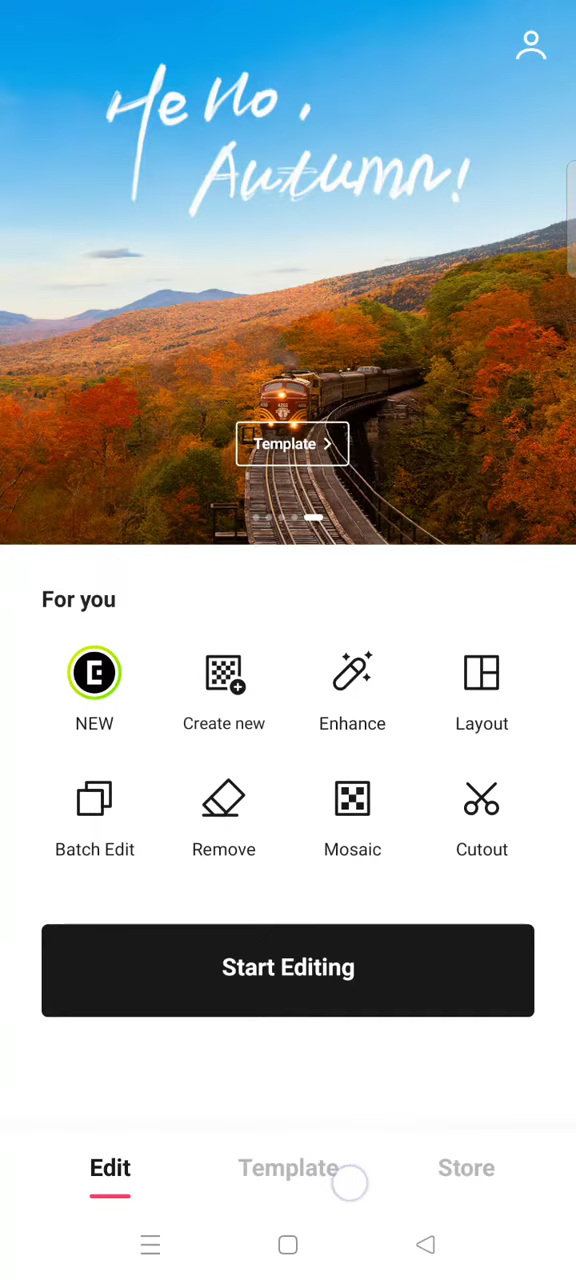 Hello,
Autumn!
Template
For you
NEW
Create new
Enhance
Layout
Batch Edit
Remove
Mosaic
Cutout
Start Editing
Edit
Template
Store